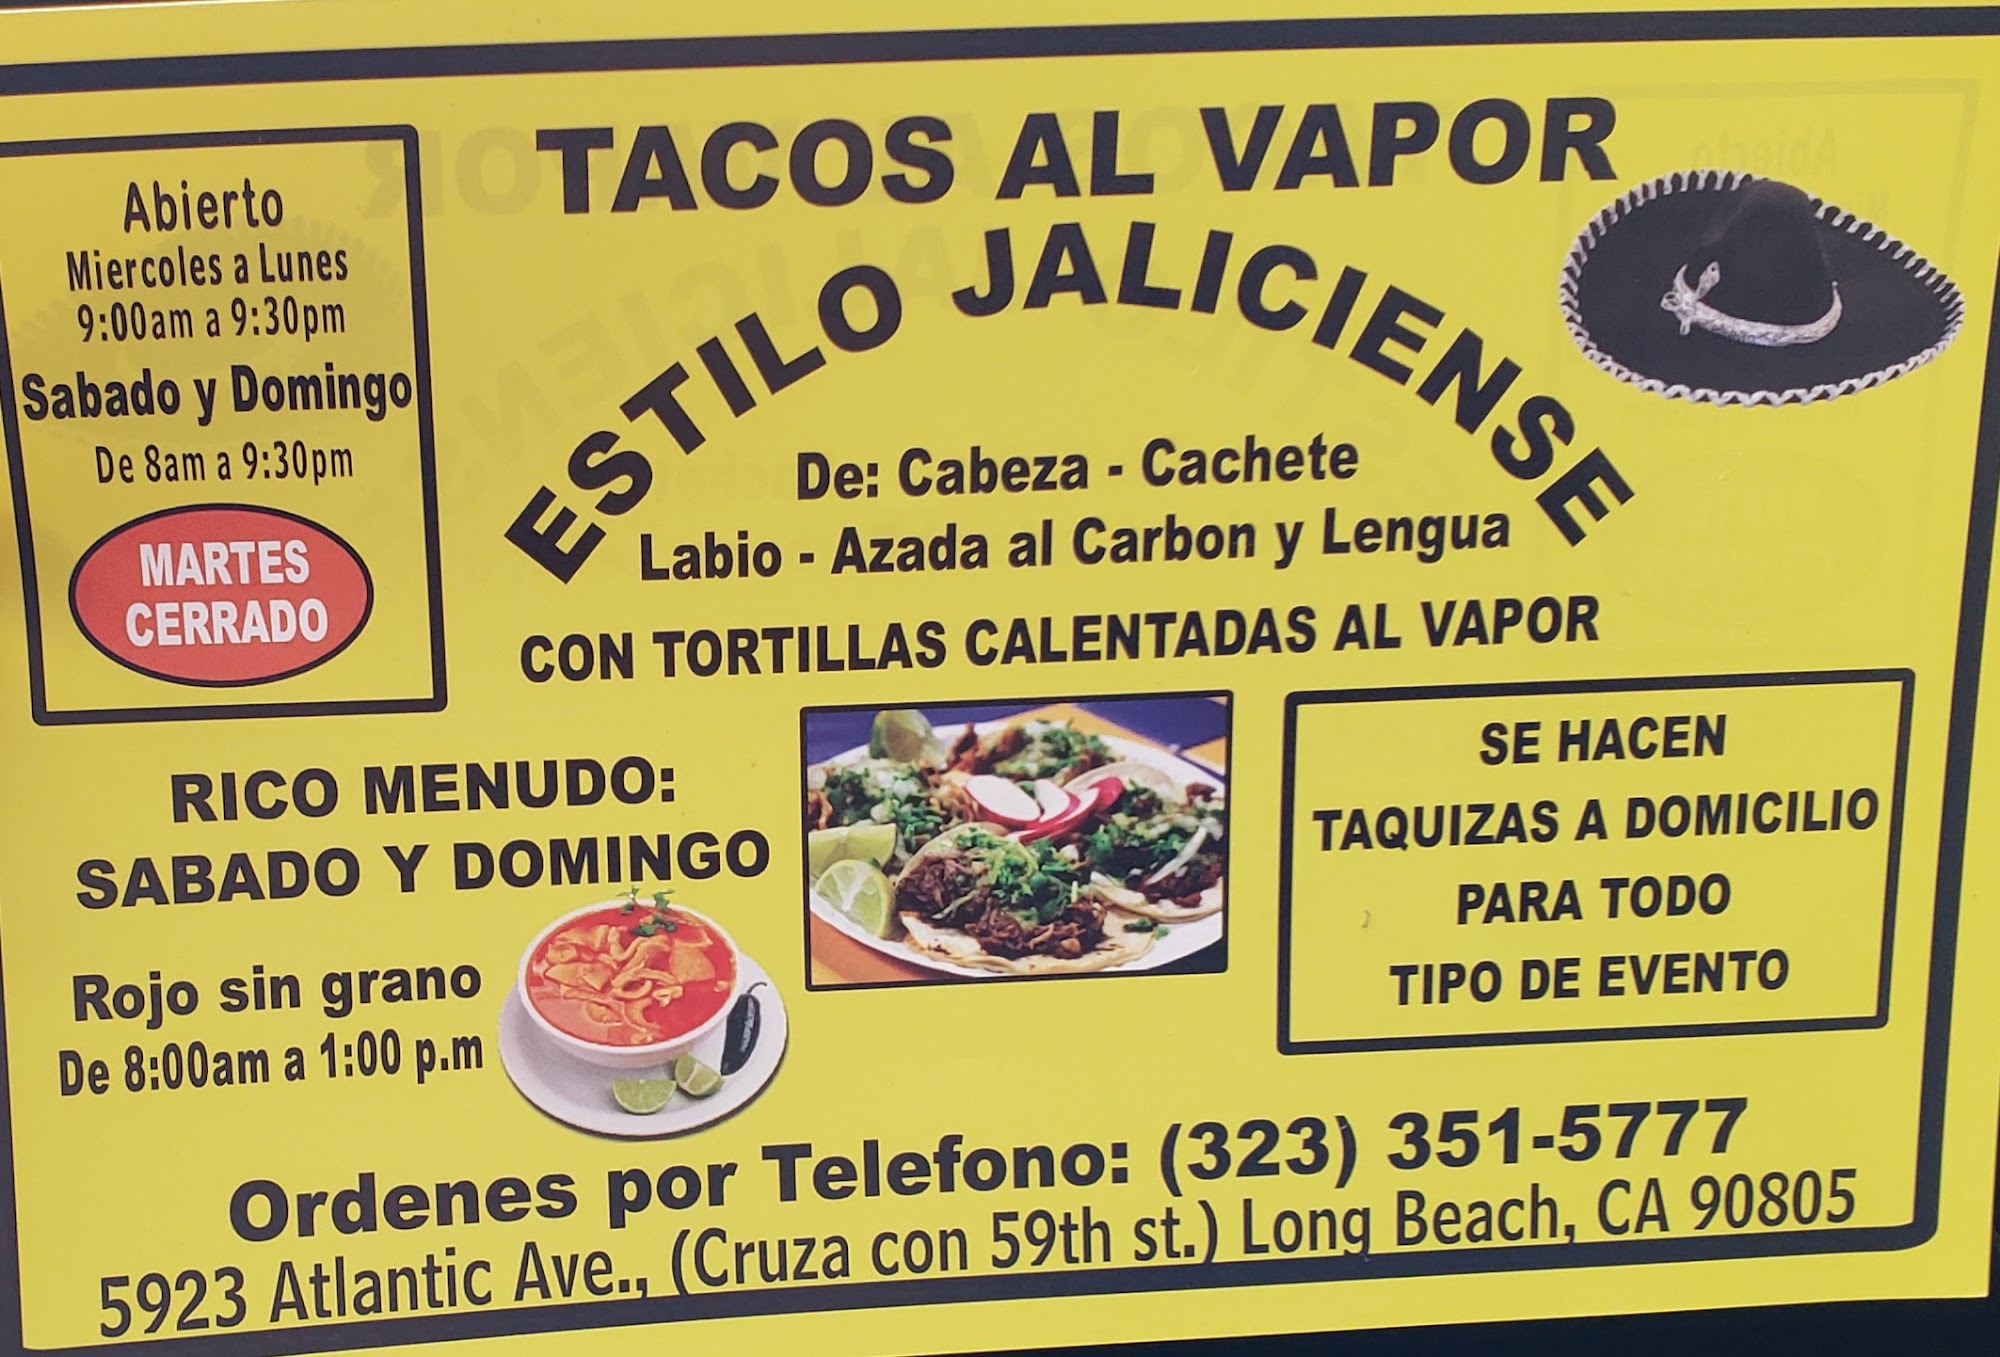 Abierto
Miercoles a Lunes
9:00am a 9:30pm
Sabado y Domingo
De 8am a 9:30pm
MARTES
CERRADO
TACOS AL VAPOR
ESTILO JALICIENSE
De: Cabeza - Cachete
Labio - Azada al Carbon y Lengua
CON TORTILLAS CALENTADAS AL VAPOR
RICO MENUDO:
SABADO Y DOMINGO
Rojo sin grano
De 8:00am a 1:00 p.m
SE HACEN
TAQUIZAS A DOMICILIO
PARA TODO
TIPO DE EVENTO
Ordenes por Telefono: (323) 351-5777
5923 Atlantic Ave., (Cruza con 59th st.) Long Beach, CA 90805